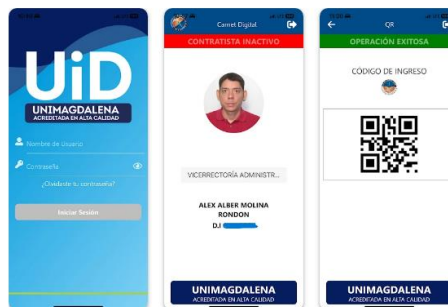 UiD
UNIMAGDALENA
ACREDITADA EN ALTA CALIDAD
Nombre de Usuario
Contraseña
¿Olvidaste tu contraseña?
Iniciar Sesión
Carnet Digital
CONTRATISTA INACTIVO
VICERRECTORÍA ADMINISTR...
ALEX ALBER MOLINA
RONDON
D.I
UNIMAGDALENA
ACREDITADA EN ALTA CALIDAD
QR
OPERACIÓN EXITOSA
CÓDIGO DE INGRESO
UNIMAGDALENA
ACREDITADA EN ALTA CALIDAD